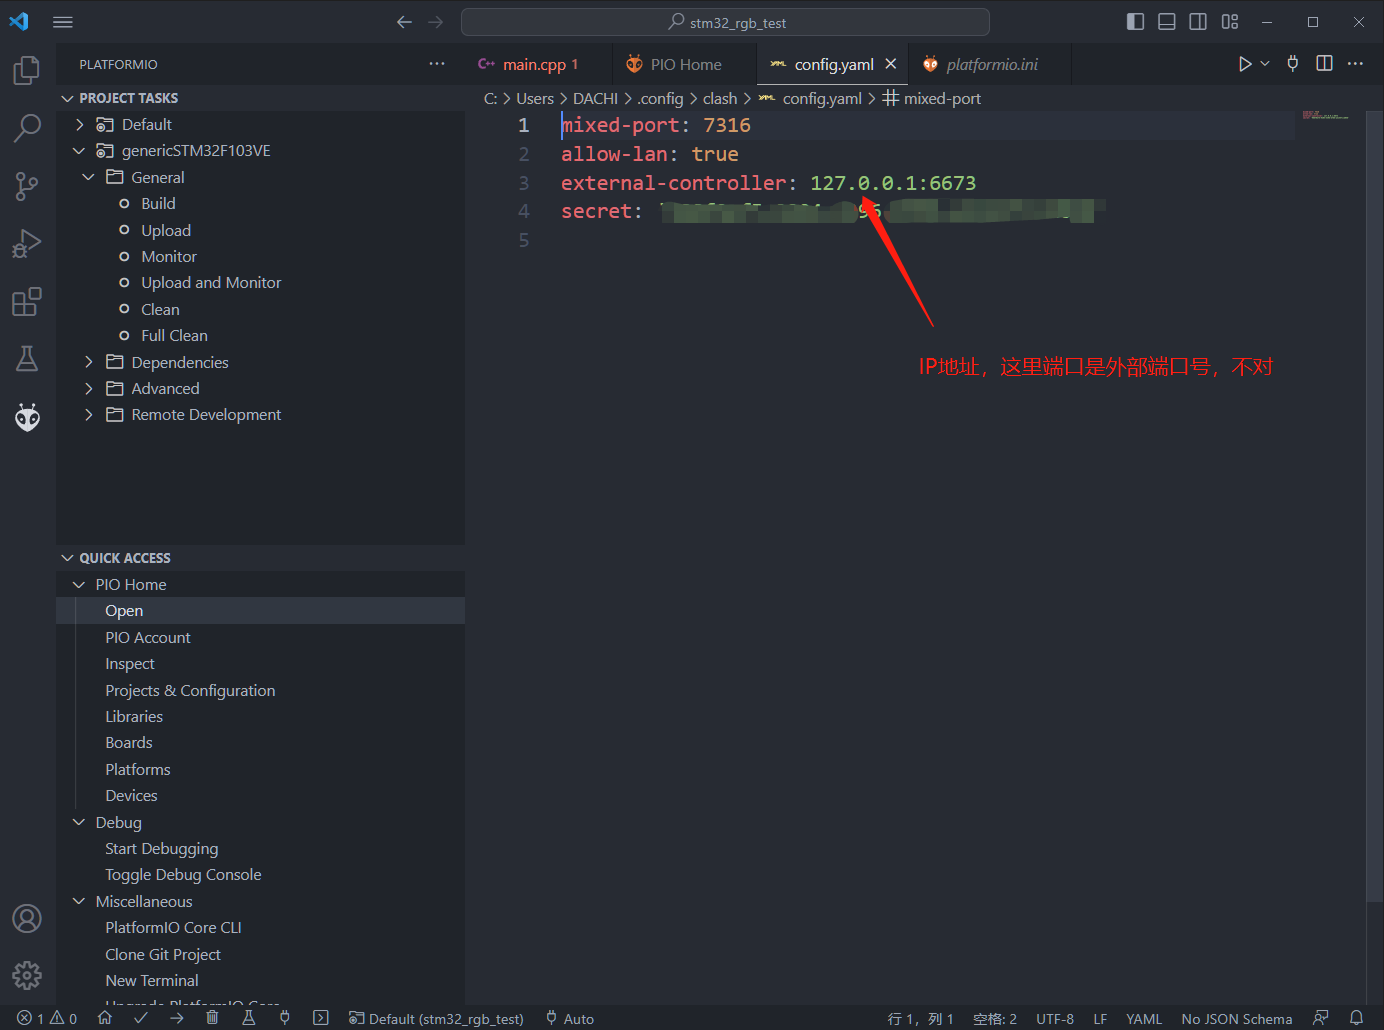 stm32_rgb_test
PLATFORMIO
main.cpp 1
PIO Home
config.yaml
platformio.ini
PROJECT TASKS
C: > Users > DACHI > .config > clash > config.yaml > mixed-port
Default
genericSTM32F103VE
General
Build
Upload
Monitor
Upload and Monitor
Clean
Full Clean
Dependencies
Advanced
Remote Development
1 mixed-port: 7316
2 allow-lan: true
3 external-controller: 127.0.0.1:6673
4 secret:
5
IP地址，这里端口是外部端口号，不对
QUICK ACCESS
PIO Home
Open
PIO Account
Inspect
Projects & Configuration
Libraries
Boards
Platforms
Devices
Debug
Start Debugging
Toggle Debug Console
Miscellaneous
PlatformIO Core CLI
Clone Git Project
New Terminal
Upgrade PlatformIO Core
1 0 Default (stm32_rgb_test) Auto 行 1，列 1 空格: 2 UTF-8 LF YAML No JSON Schema